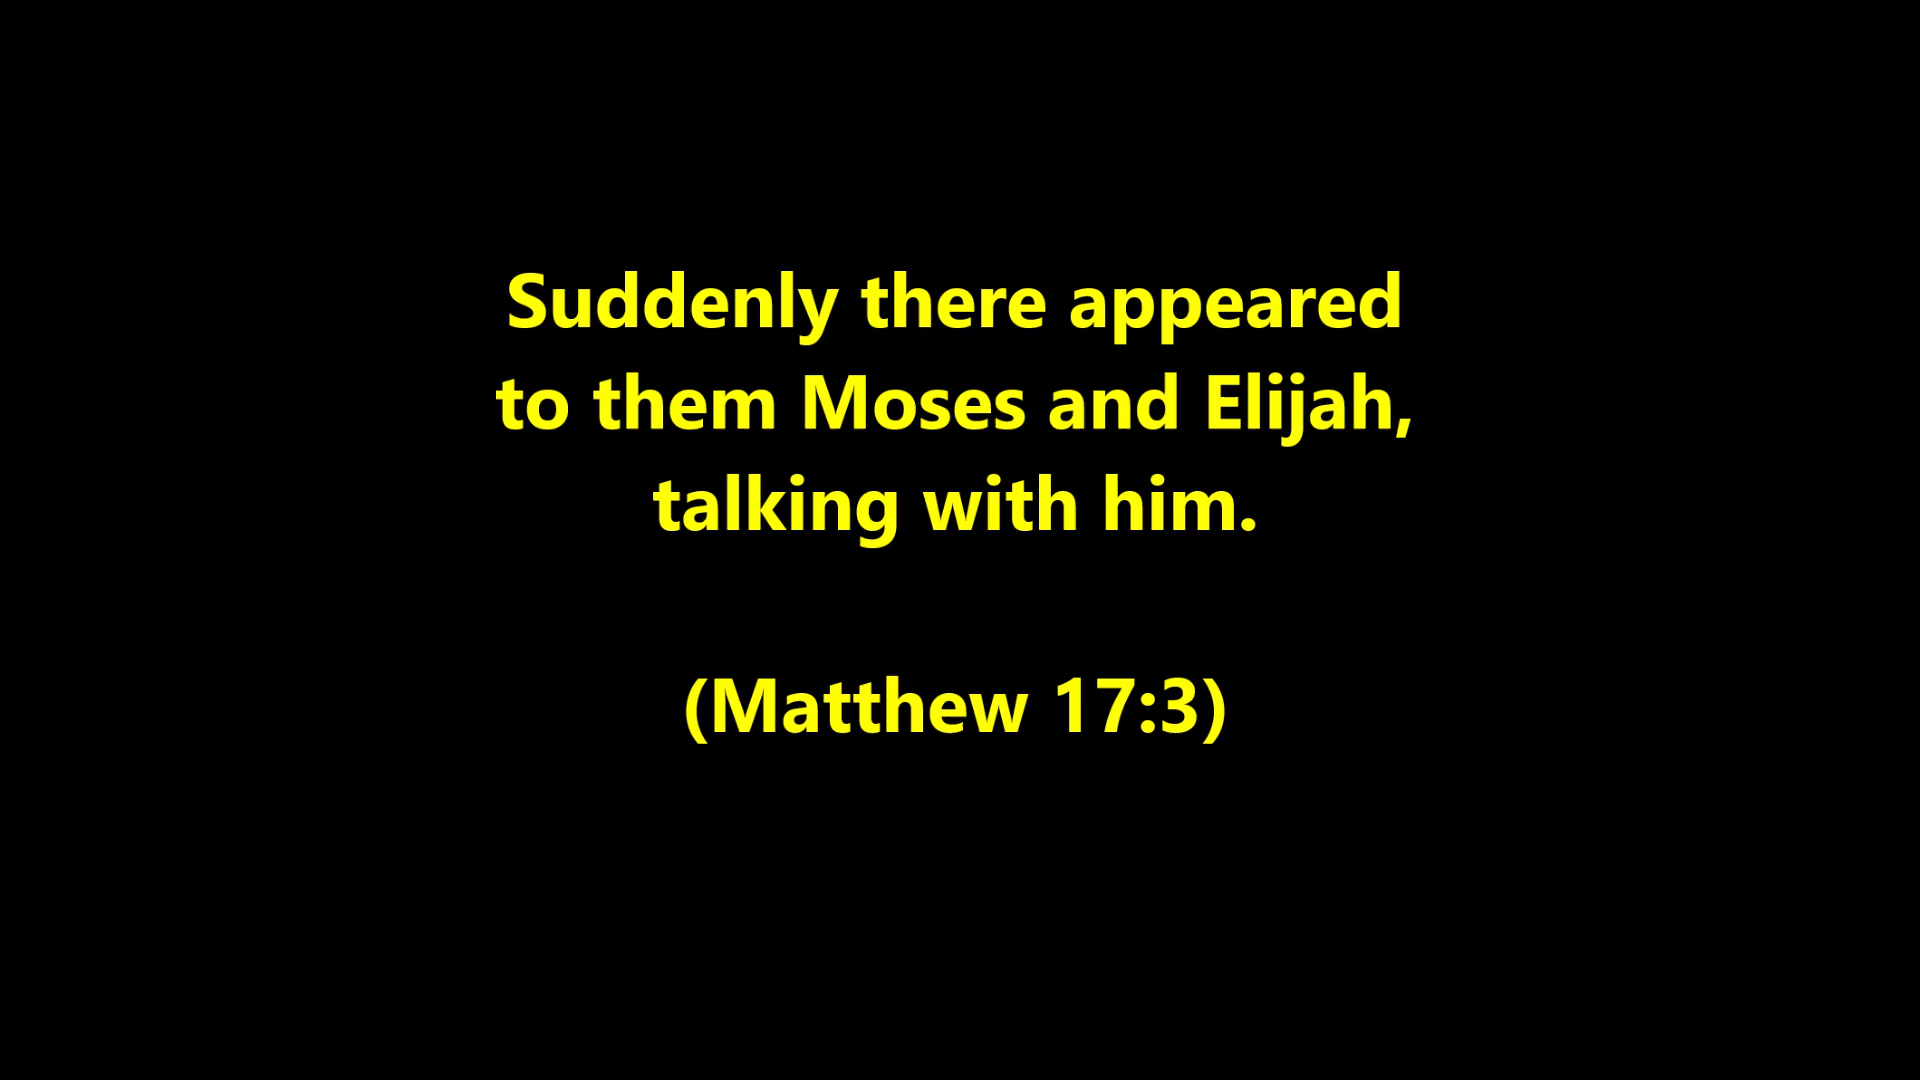 Suddenly there appeared
to them Moses and Elijah,
talking with him.
(Matthew 17:3)